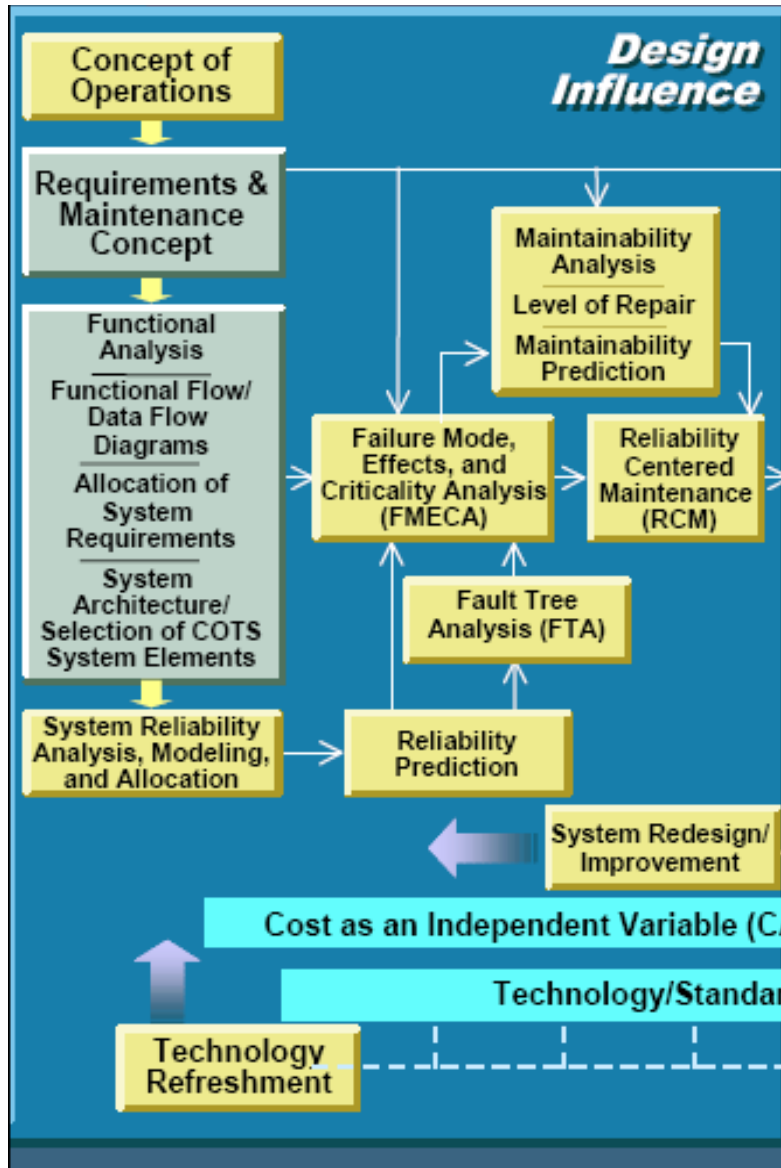 Design
Influence
Concept of
Operations
Requirements &
Maintenance
Concept
Functional
Analysis
Functional Flow/
Data Flow
Diagrams
Allocation of
System
Requirements
System
Architecture/
Selection of COTS
System Elements
System Reliability
Analysis, Modeling,
and Allocation
Maintainability
Analysis
Level of Repair
Maintainability
Prediction
Failure Mode,
Effects, and
Criticality Analysis
(FMECA)
Reliability
Centered
Maintenance
(RCM)
Fault Tree
Analysis (FTA)
Reliability
Prediction
System Redesign/
Improvement
Cost as an Independent Variable (C
Technology/Standar
Technology
Refreshment